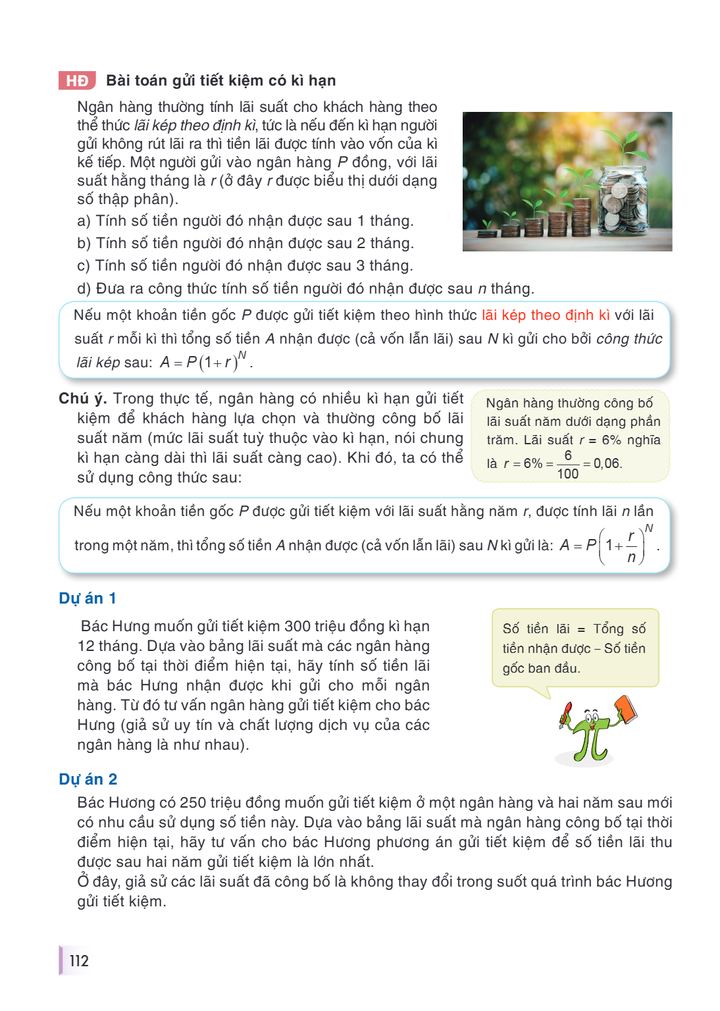 HĐ Bài toán gửi tiết kiệm có kì hạn
Ngân hàng thường tính lãi suất cho khách hàng theo
thể thức lãi kép theo định kì, tức là nếu đến kì hạn người
gửi không rút lãi ra thì tiền lãi được tính vào vốn của kì
kế tiếp. Một người gửi vào ngân hàng P đồng, với lãi
suất hằng tháng là r (ở đây r được biểu thị dưới dạng
số thập phân).
a) Tính số tiền người đó nhận được sau 1 tháng.
b) Tính số tiền người đó nhận được sau 2 tháng.
c) Tính số tiền người đó nhận được sau 3 tháng.
d) Đưa ra công thức tính số tiền người đó nhận được sau n tháng.
Nếu một khoản tiền gốc P được gửi tiết kiệm theo hình thức lãi kép theo định kì với lãi
suất r mỗi kì thì tổng số tiền A nhận được (cả vốn lẫn lãi) sau N kì gửi cho bởi công thức
lãi kép sau: A = P(1+ r)^N.
Chú ý. Trong thực tế, ngân hàng có nhiều kì hạn gửi tiết
kiệm để khách hàng lựa chọn và thường công bố lãi
suất năm (mức lãi suất tuỳ thuộc vào kì hạn, nói chung
kì hạn càng dài thì lãi suất càng cao). Khi đó, ta có thể
sử dụng công thức sau:
Ngân hàng thường công bố
lãi suất năm dưới dạng phần
trăm. Lãi suất r = 6% nghĩa
là r = 6% = 6/100 = 0,06.
Nếu một khoản tiền gốc P được gửi tiết kiệm với lãi suất hằng năm r, được tính lãi n lần
trong một năm, thì tổng số tiền A nhận được (cả vốn lẫn lãi) sau N kì gửi là: A = P(1+ r/n)^N.
Dự án 1
Bác Hưng muốn gửi tiết kiệm 300 triệu đồng kì hạn
12 tháng. Dựa vào bảng lãi suất mà các ngân hàng
công bố tại thời điểm hiện tại, hãy tính số tiền lãi
mà bác Hưng nhận được khi gửi cho mỗi ngân
hàng. Từ đó tư vấn ngân hàng gửi tiết kiệm cho bác
Hưng (giả sử uy tín và chất lượng dịch vụ của các
ngân hàng là như nhau).
Số tiền lãi = Tổng số
tiền nhận được – Số tiền
gốc ban đầu.
Dự án 2
Bác Hương có 250 triệu đồng muốn gửi tiết kiệm ở một ngân hàng và hai năm sau mới
có nhu cầu sử dụng số tiền này. Dựa vào bảng lãi suất mà ngân hàng công bố tại thời
điểm hiện tại, hãy tư vấn cho bác Hương phương án gửi tiết kiệm để số tiền lãi thu
được sau hai năm gửi tiết kiệm là lớn nhất.
Ở đây, giả sử các lãi suất đã công bố là không thay đổi trong suốt quá trình bác Hương
gửi tiết kiệm.
112